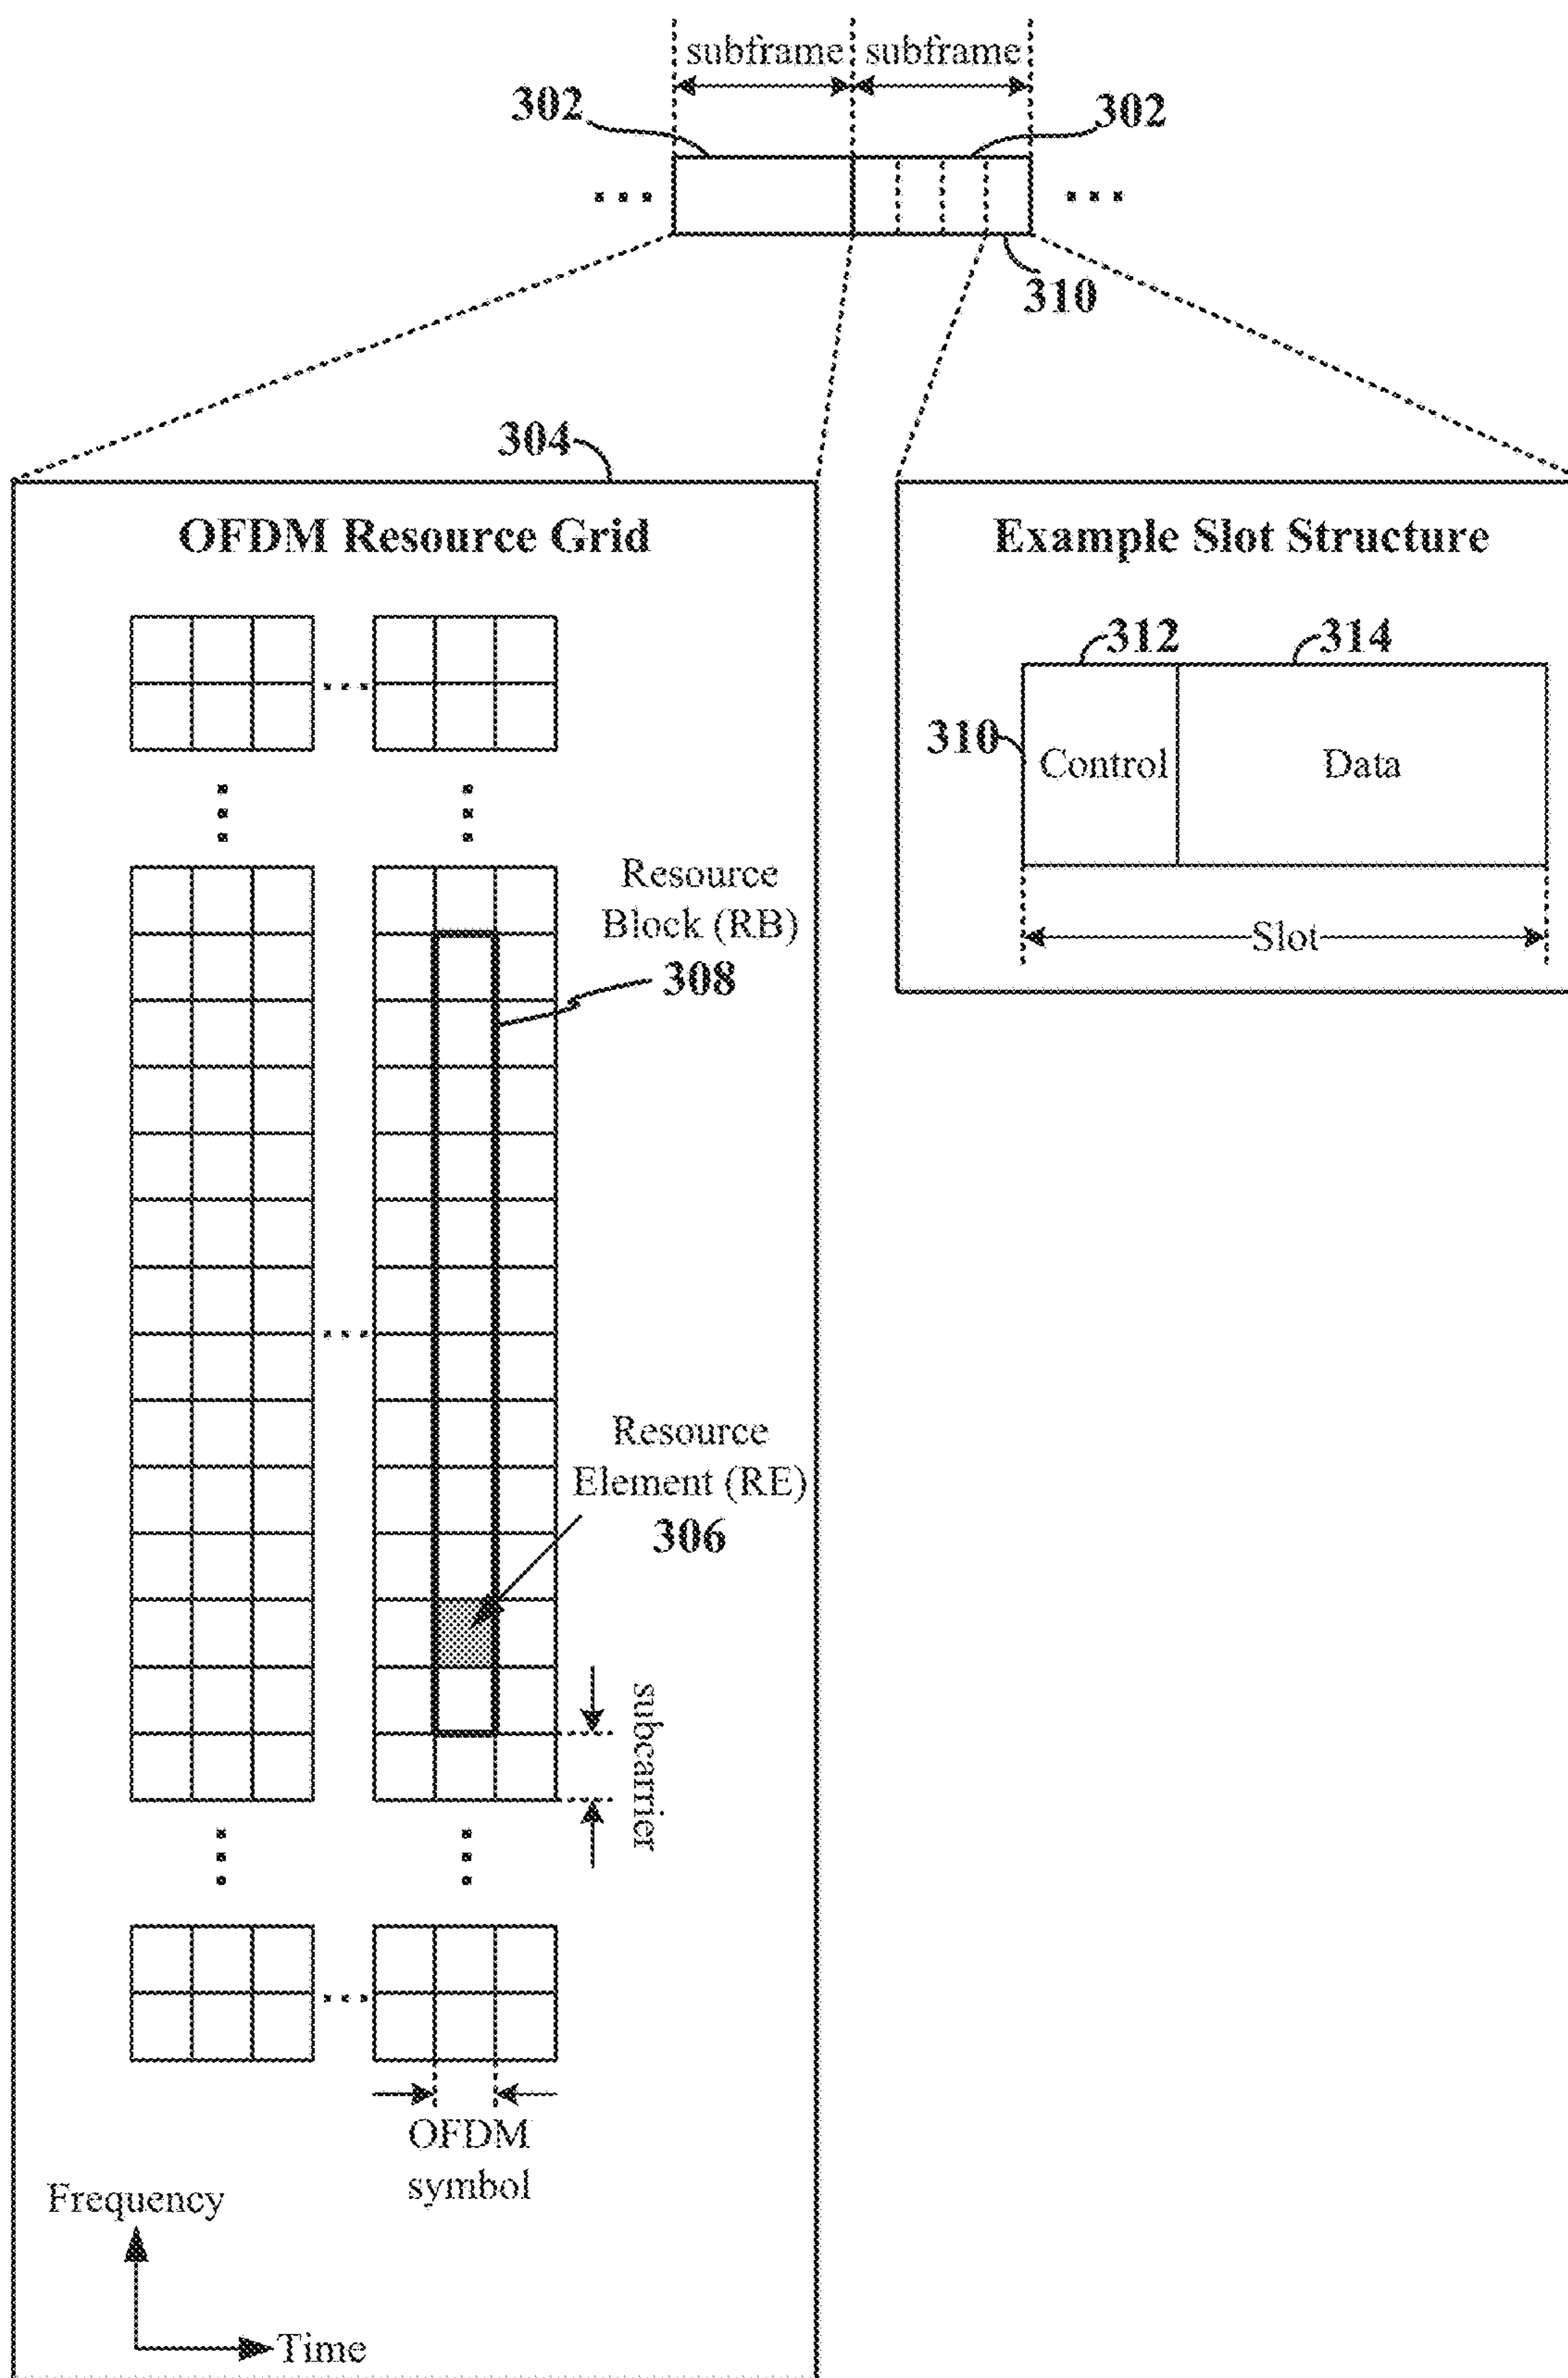 subframe subframe
302 302
310
304
OFDM Resource Grid
Resource
Block (RB)
308
Resource
Element (RE)
306
subcarrier
OFDM
symbol
Frequency
Time
Example Slot Structure
312 314
310
Control Data
Slot